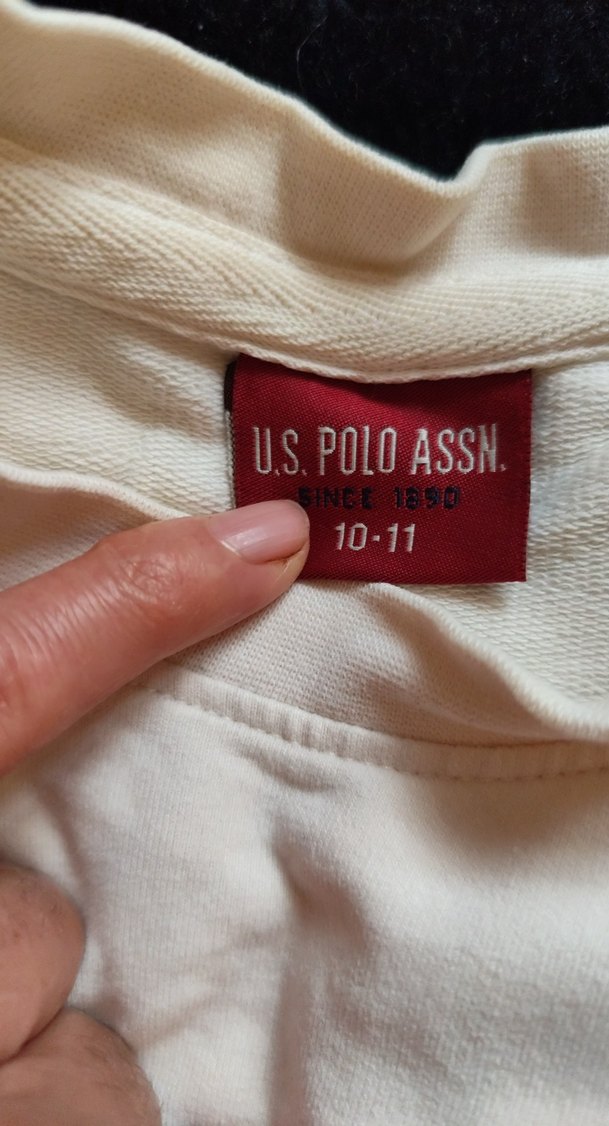 U.S. POLO ASSN.
SINCE 1890
10-11